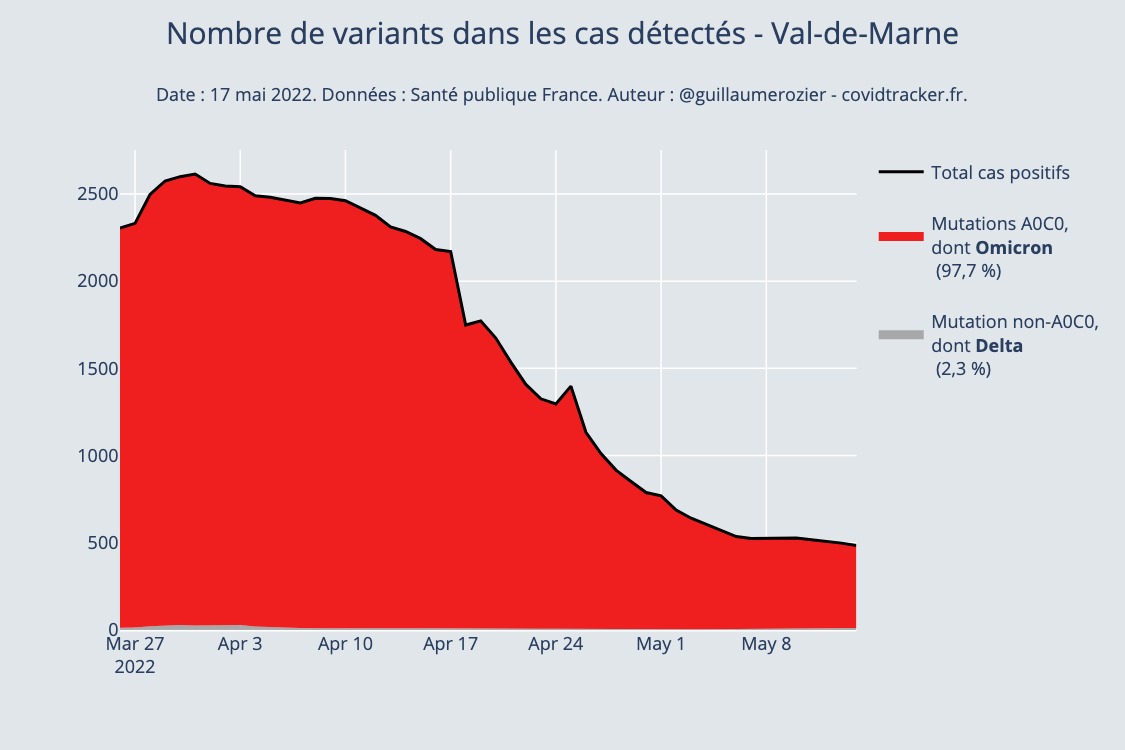 Nombre de variants dans les cas détectés - Val-de-Marne
Date : 17 mai 2022. Données : Santé publique France. Auteur : @guillaumerozier - covidtracker.fr.
2500
2000
1500
1000
500
0
Mar 27
2022
Apr 3
Apr 10
Apr 17
Apr 24
May 1
May 8
Total cas positifs
Mutations A0C0,
dont Omicron
(97,7 %)
Mutation non-A0C0,
dont Delta
(2,3 %)